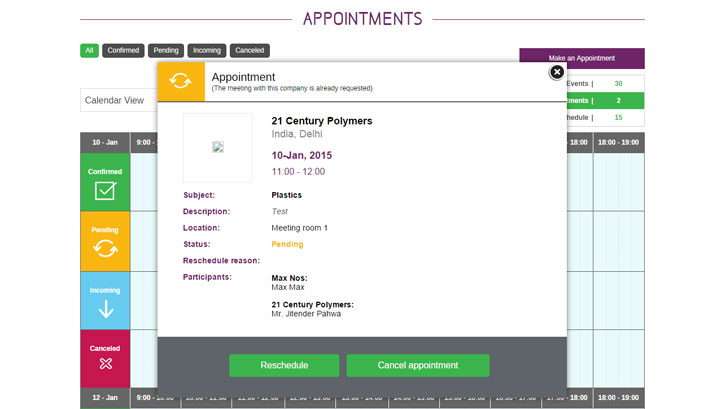 APPOINTMENTS
All Confirmed Pending Incoming Canceled
Make an Appointment
Appointment
(The meeting with this company is already requested)
Events | 30
Calendar View
2
15
21 Century Polymers
India, Delhi
10-Jan, 2015
11:00 - 12:00
10 - Jan 9:00 - 18:00 18:00 - 19:00
Confirmed
Subject: Plastics
Description: Test
Location: Meeting room 1
Pending
Status: Pending
Reschedule reason:
Participants: Max Nos:
Max Max
Incoming
21 Century Polymers:
Mr. Jitender Pahwa
Canceled
Reschedule Cancel appointment
12 - Jan 9:00 - 10:00 10:00 - 11:00 11:00 - 12:00 12:00 - 13:00 13:00 - 14:00 14:00 - 15:00 15:00 - 16:00 16:00 - 17:00 17:00 - 18:00 18:00 - 19:00